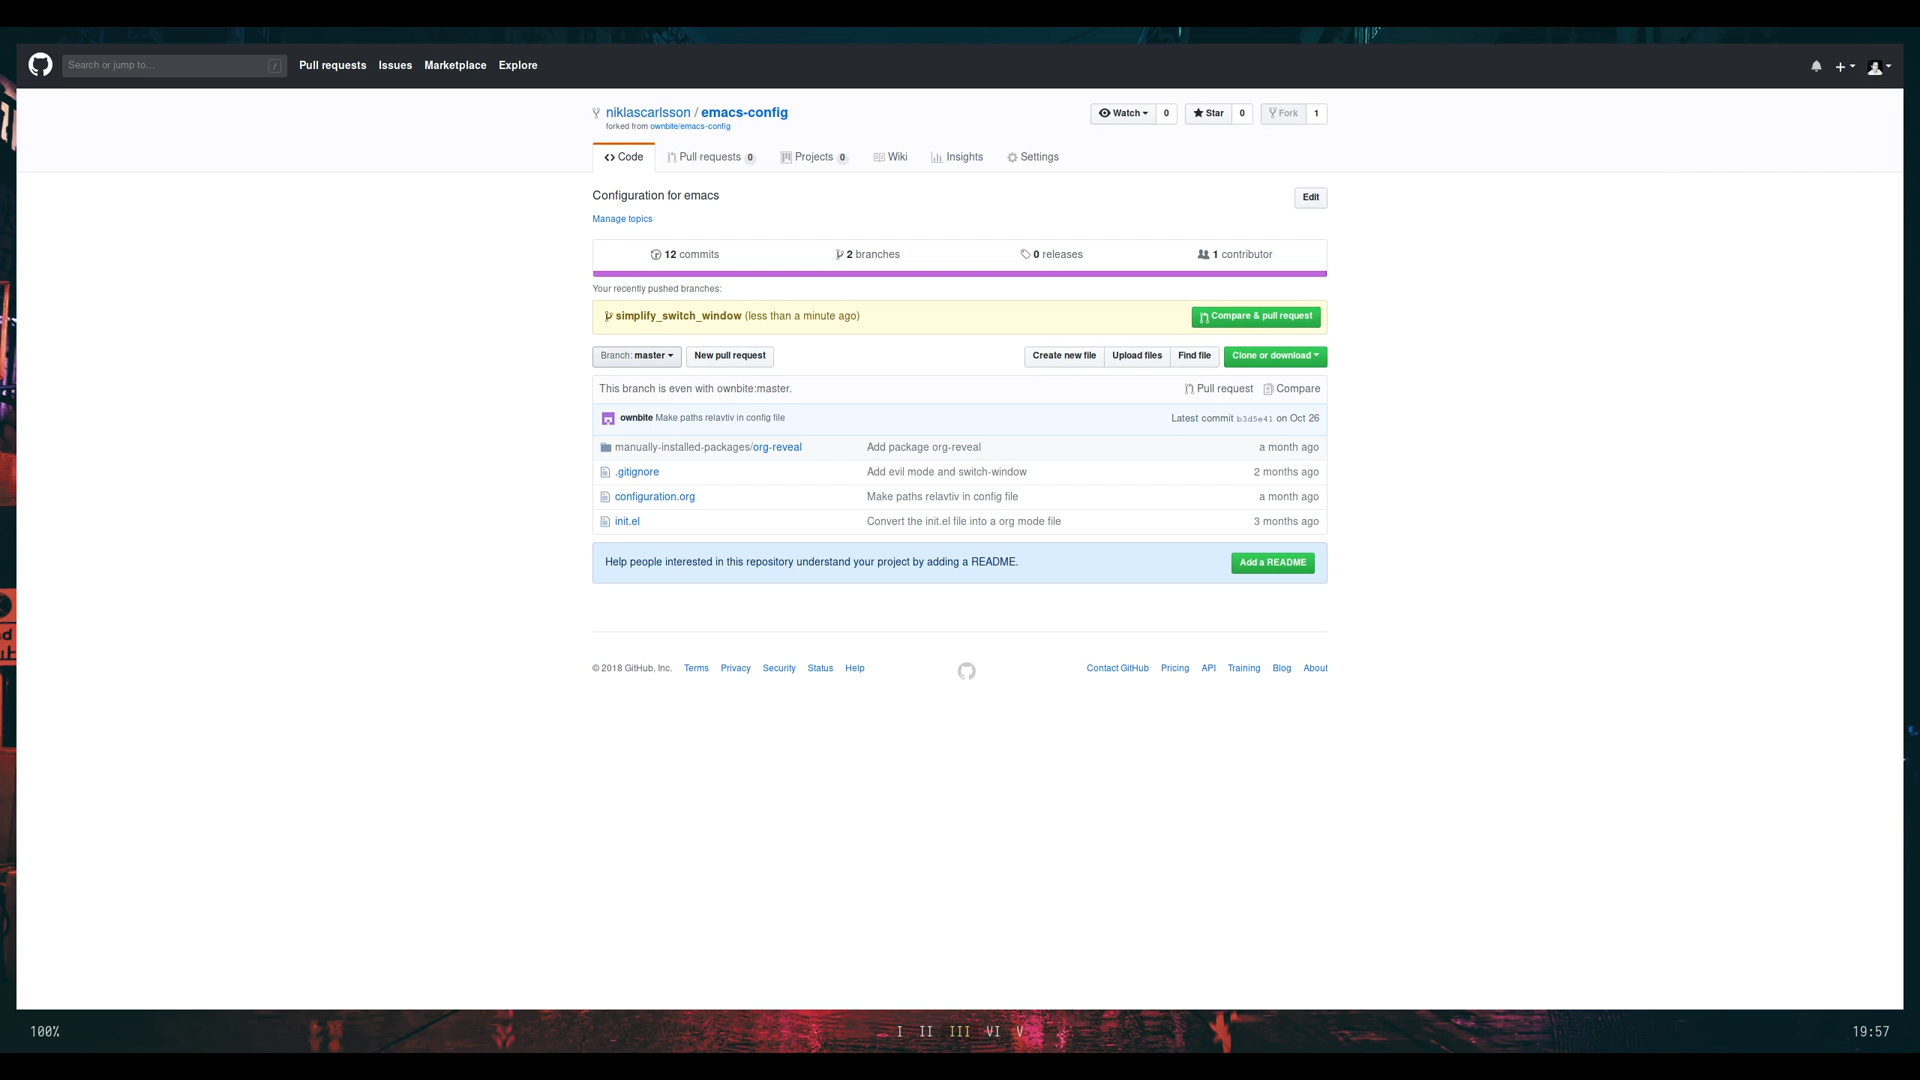 Search or jump to... /
Pull requests Issues Marketplace Explore
niklascarlsson / emacs-config
forked from ownbite/emacs-config
Watch 0 Star 0 Fork 1
Code Pull requests 0 Projects 0 Wiki Insights Settings
Configuration for emacs
Edit
Manage topics
12 commits 2 branches 0 releases 1 contributor
Your recently pushed branches:
simplify_switch_window (less than a minute ago) Compare & pull request
Branch: master New pull request Create new file Upload files Find file Clone or download
This branch is even with ownbite:master. Pull request Compare
ownbite Make paths relavtiv in config file Latest commit b3d5e41 on Oct 26
manually-installed-packages/org-reveal Add package org-reveal a month ago
.gitignore Add evil mode and switch-window 2 months ago
configuration.org Make paths relavtiv in config file a month ago
init.el Convert the init.el file into a org mode file 3 months ago
Help people interested in this repository understand your project by adding a README. Add a README
© 2018 GitHub, Inc. Terms Privacy Security Status Help Contact GitHub Pricing API Training Blog About
100% I II III VI V 19:57